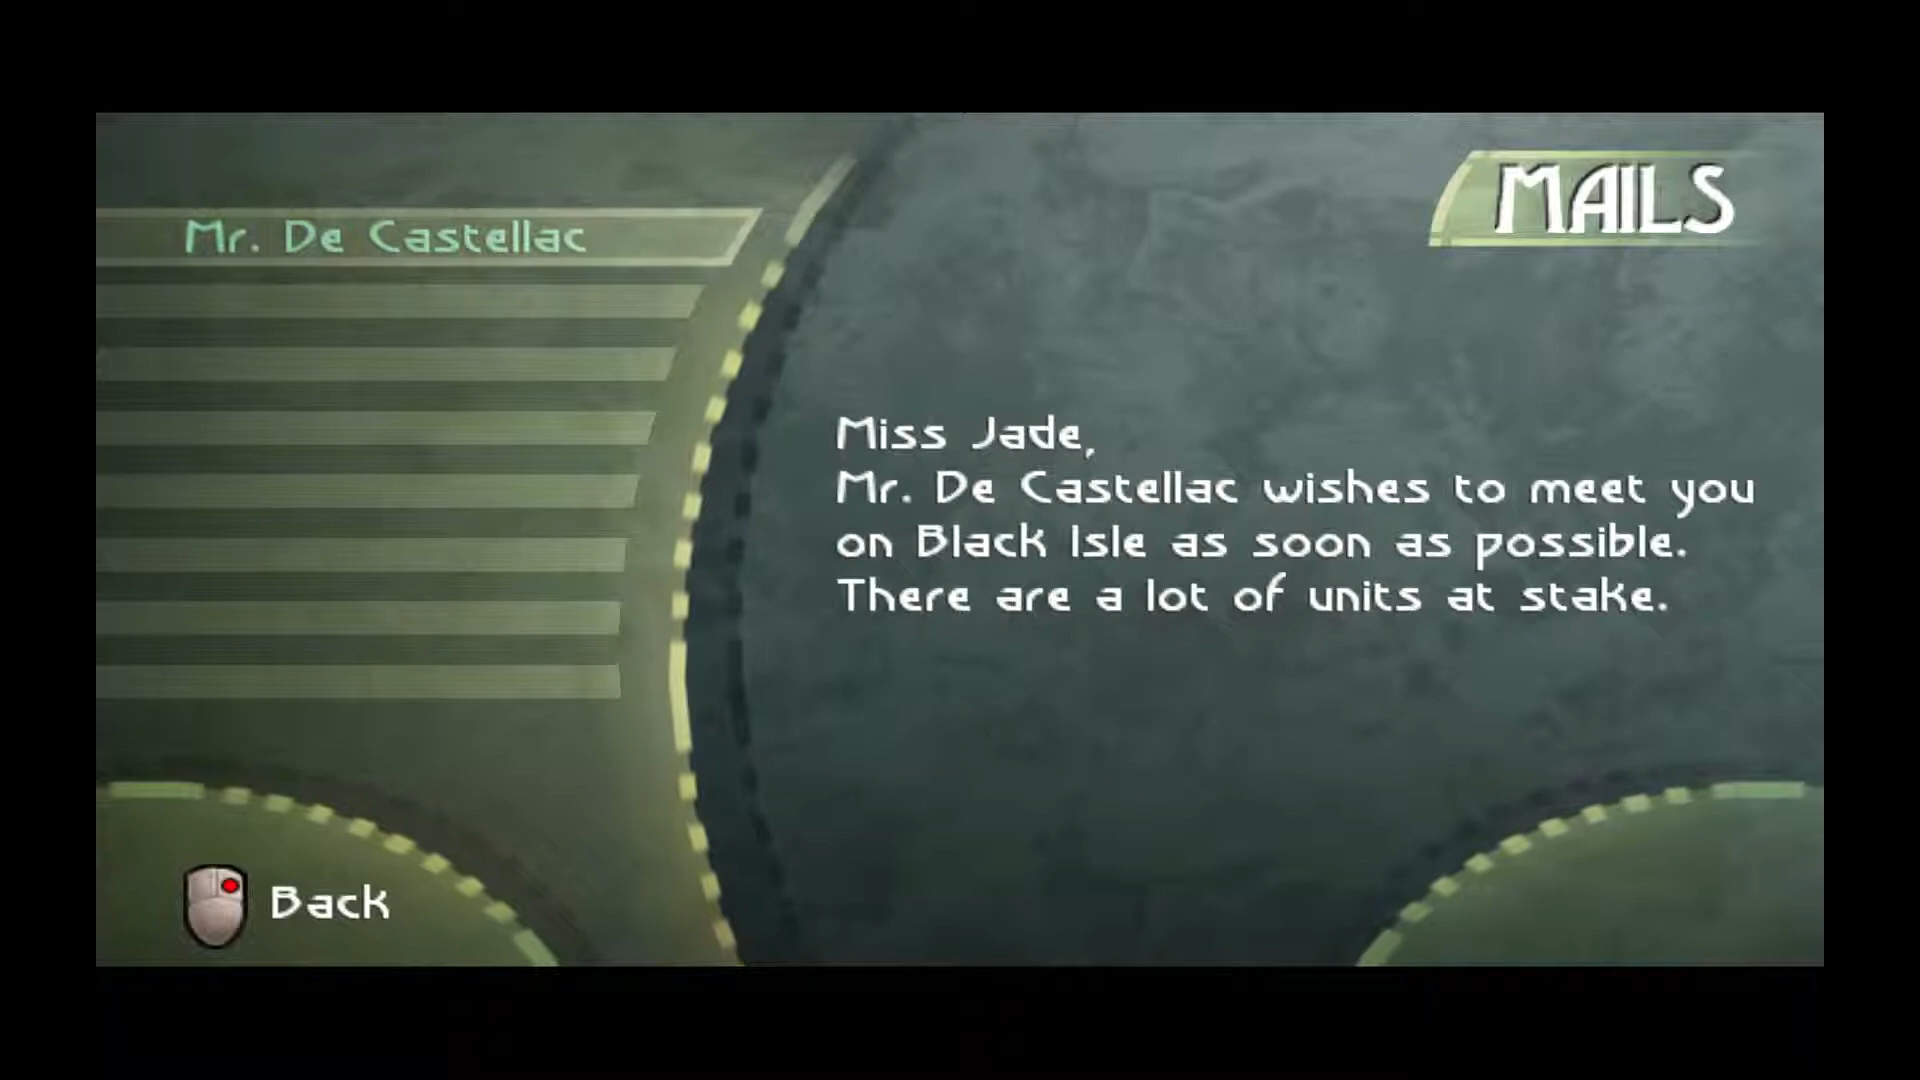 MAILS
Mr. De Castellac
Miss Jade,
Mr. De Castellac wishes to meet you
on Black Isle as soon as possible.
There are a lot of units at stake.
Back